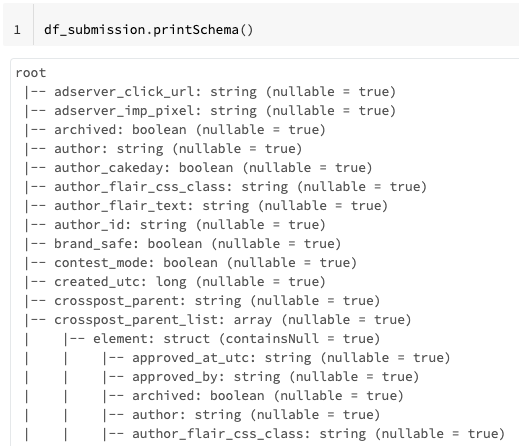 1 df_submission.printSchema()
root
|-- adserver_click_url: string (nullable = true)
|-- adserver_imp_pixel: string (nullable = true)
|-- archived: boolean (nullable = true)
|-- author: string (nullable = true)
|-- author_cakeday: boolean (nullable = true)
|-- author_flair_css_class: string (nullable = true)
|-- author_flair_text: string (nullable = true)
|-- author_id: string (nullable = true)
|-- brand_safe: boolean (nullable = true)
|-- contest_mode: boolean (nullable = true)
|-- created_utc: long (nullable = true)
|-- crosspost_parent: string (nullable = true)
|-- crosspost_parent_list: array (nullable = true)
|    |-- element: struct (containsNull = true)
|    |    |-- approved_at_utc: string (nullable = true)
|    |    |-- approved_by: string (nullable = true)
|    |    |-- archived: boolean (nullable = true)
|    |    |-- author: string (nullable = true)
|    |    |-- author_flair_css_class: string (nullable = true)